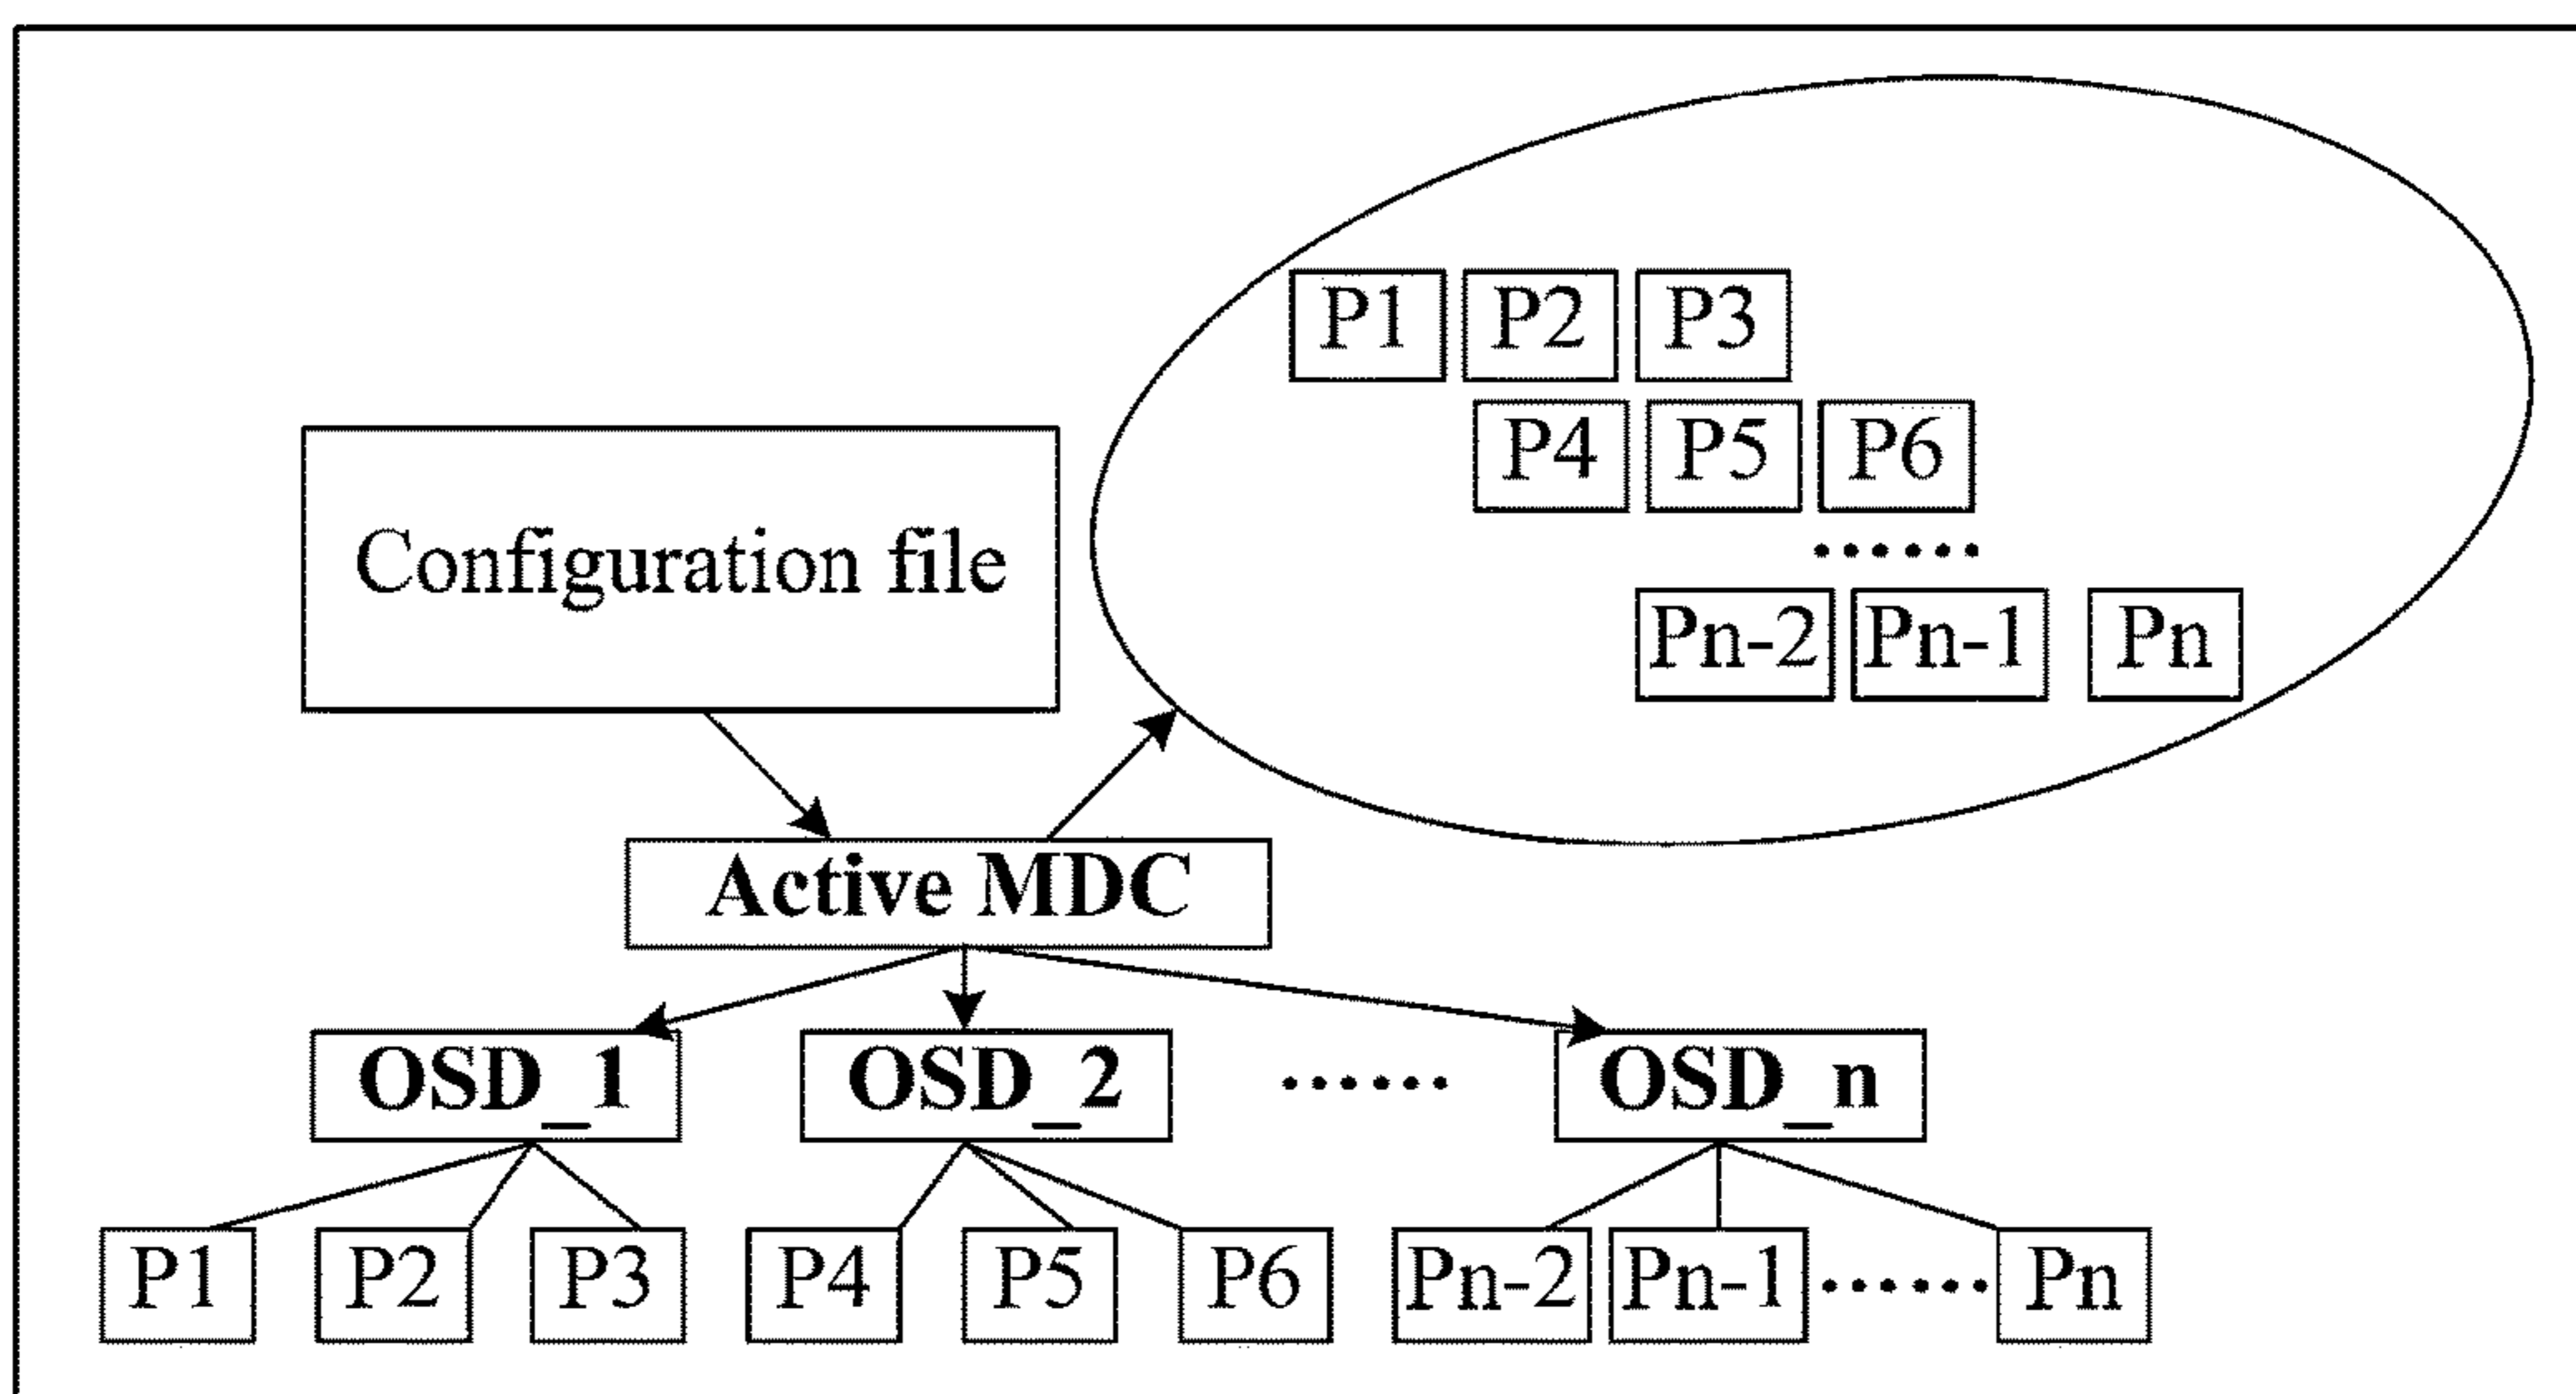 P1 P2 P3
P4 P5 P6
......
Pn-2 Pn-1 Pn
Configuration file
Active MDC
OSD_1 OSD_2 ...... OSD_n
P1 P2 P3 P4 P5 P6 Pn-2 Pn-1 ...... Pn